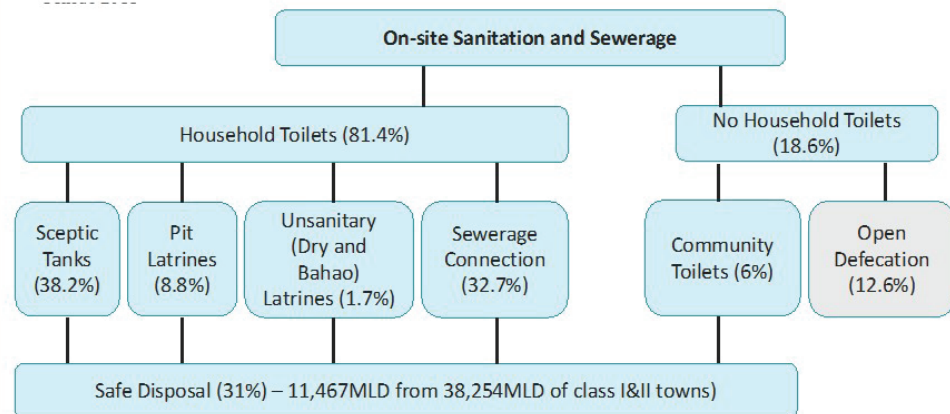 On-site Sanitation and Sewerage
Household Toilets (81.4%)
No Household Toilets
(18.6%)
Sceptic
Tanks
(38.2%)
Pit
Latrines
(8.8%)
Unsanitary
(Dry and
Bahao)
Latrines (1.7%)
Sewerage
Connection
(32.7%)
Community
Toilets (6%)
Open
Defecation
(12.6%)
Safe Disposal (31%) – 11,467MLD from 38,254MLD of class I&II towns)